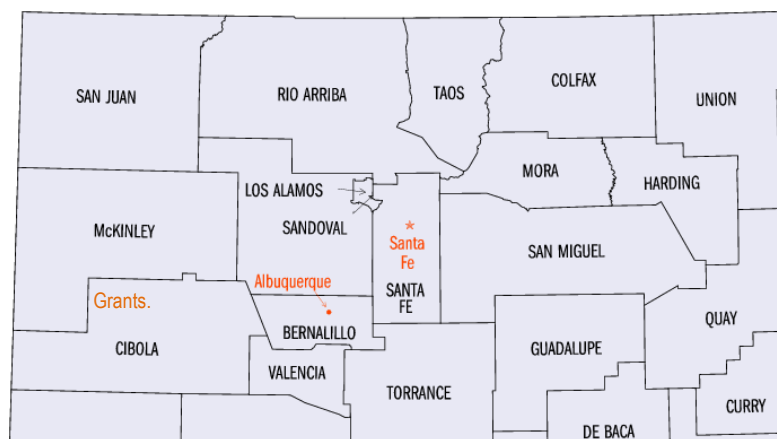 SAN JUAN
RIO ARRIBA
TAOS
COLFAX
UNION
MORA
HARDING
LOS ALAMOS
SANDOVAL
McKINLEY
*
Santa
Fe
SANTA
FE
SAN MIGUEL
Albuquerque
Grants.
BERNALILLO
CIBOLA
VALENCIA
TORRANCE
GUADALUPE
QUAY
CURRY
DE BACA